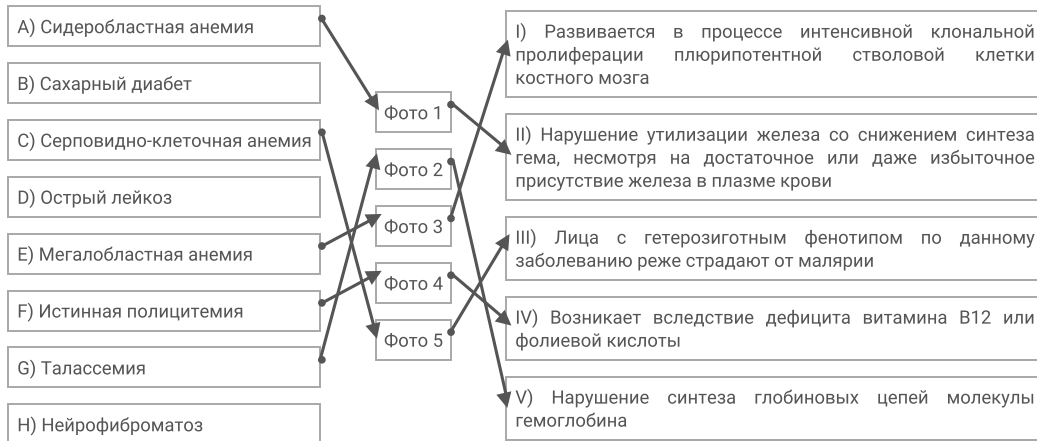 A) Сидеробластная анемия
B) Сахарный диабет
C) Серповидно-клеточная анемия
D) Острый лейкоз
E) Мегалобластная анемия
F) Истинная полицитемия
G) Талассемия
H) Нейрофиброматоз
Фото 1
Фото 2
Фото 3
Фото 4
Фото 5
I) Развивается в процессе интенсивной клональной
пролиферации плюрипотентной стволовой клетки
костного мозга
II) Нарушение утилизации железа со снижением синтеза
гема, несмотря на достаточное или даже избыточное
присутствие железа в плазме крови
III) Лица с гетерозиготным фенотипом по данному
заболеванию реже страдают от малярии
IV) Возникает вследствие дефицита витамина B12 или
фолиевой кислоты
V) Нарушение синтеза глобиновых цепей молекулы
гемоглобина